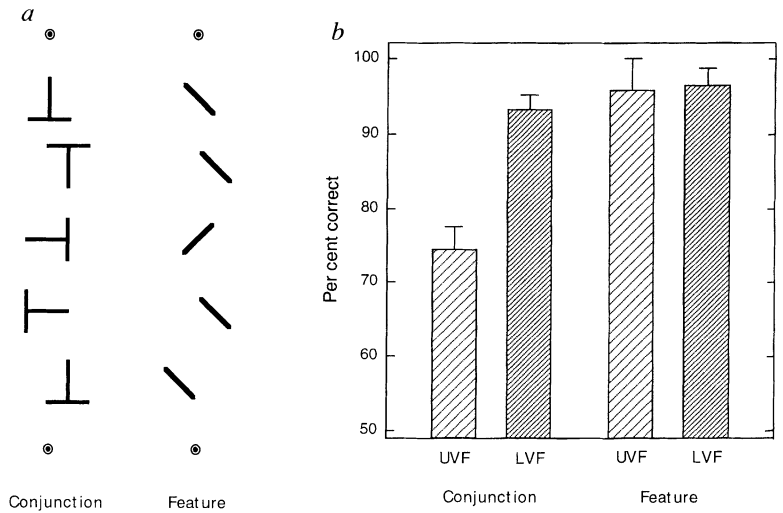 a
Conjunction Feature
b
Per cent correct
100
90
80
70
60
50
UVF LVF UVF LVF
Conjunction Feature